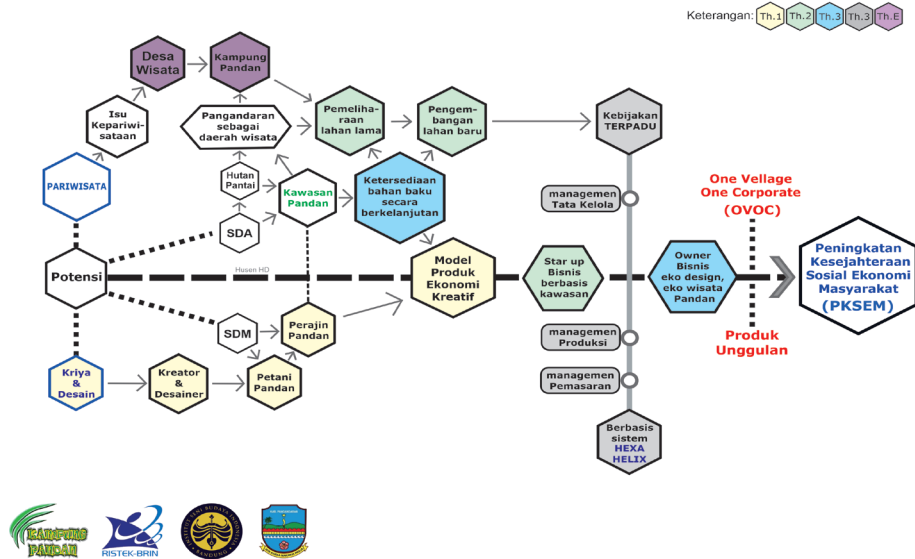 Keterangan:
Th.1
Th.2
Th.3
Th.3
Th.E
Desa
Wisata
Kampung
Pandan
Isu
Kepariwi-
sataan
Pangandaran
sebagai
daerah wisata
Pemeliha-
raan
lahan lama
Pengem-
bangan
lahan baru
Kebijakan
TERPADU
PARIWISATA
Hutan
Pantai
Kawasan
Pandan
Ketersediaan
bahan baku
secara
berkelanjutan
managemen
Tata Kelola
One Vellage
One Corporate
(OVOC)
SDA
Potensi
Husen HD
Model
Produk
Ekonomi
Kreatif
Star up
Bisnis
berbasis
kawasan
Owner
Bisnis
eko design,
eko wisata
Pandan
Peningkatan
Kesejahteraan
Sosial Ekonomi
Masyarakat
(PKSEM)
SDM
Perajin
Pandan
managemen
Produksi
Produk
Unggulan
Kriya
&
Desain
Kreator
&
Desainer
Petani
Pandan
managemen
Pemasaran
Berbasis
sistem
HEXA
HELIX
KAMPUNG
PANDAN
RISTEK-BRIN
INSTITUT SENI BUDAYA INDONESIA
BANDUNG